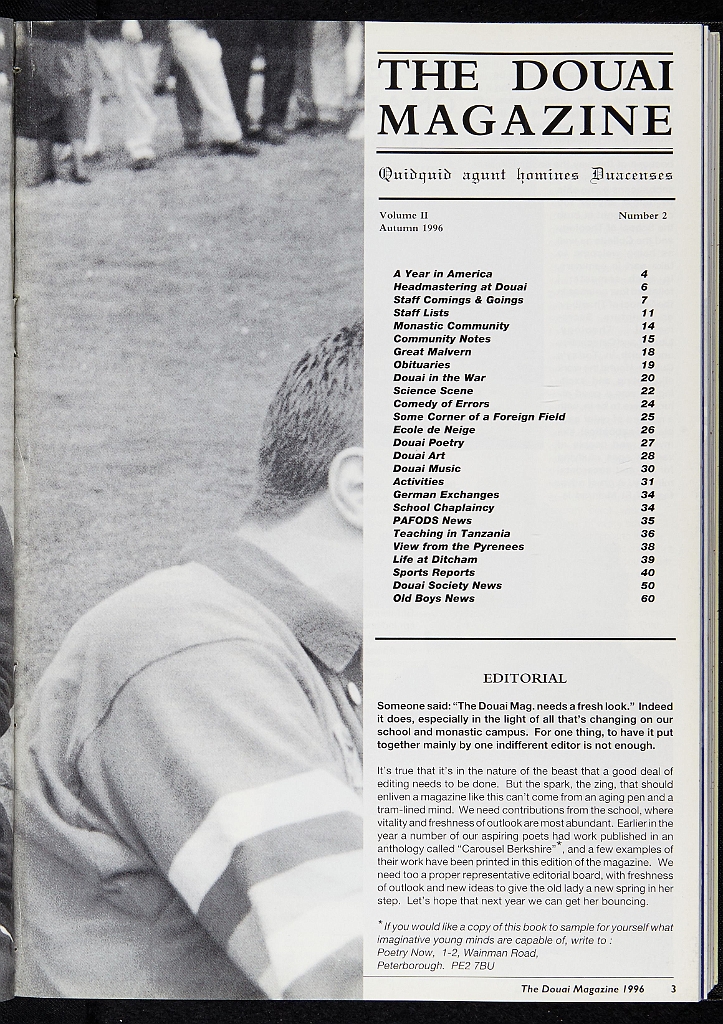 THE DOUAI
MAGAZINE
Quidquid agunt homines Duacenses
Volume II Number 2
Autumn 1996
A Year in America 4
Headmastering at Douai 6
Staff Comings & Goings 7
Staff Lists 11
Monastic Community 14
Community Notes 15
Great Malvern 18
Obituaries 19
Douai in the War 20
Science Scene 22
Comedy of Errors 24
Some Corner of a Foreign Field 25
Ecole de Neige 26
Douai Poetry 27
Douai Art 28
Douai Music 30
Activities 31
German Exchanges 34
School Chaplaincy 34
PAFODS News 35
Teaching in Tanzania 36
View from the Pyrenees 38
Life at Ditcham 39
Sports Reports 40
Douai Society News 50
Old Boys News 60
EDITORIAL
Someone said: "The Douai Mag. needs a fresh look." Indeed
it does, especially in the light of all that's changing on our
school and monastic campus. For one thing, to have it put
together mainly by one indifferent editor is not enough.
It's true that it's in the nature of the beast that a good deal of
editing needs to be done. But the spark, the zing, that should
enliven a magazine like this can't come from an aging pen and a
tram-lined mind. We need contributions from the school, where
vitality and freshness of outlook are most abundant. Earlier in the
year a number of our aspiring poets had work published in an
anthology called "Carousel Berkshire"*, and a few examples of
their work have been printed in this edition of the magazine. We
need too a proper representative editorial board, with freshness
of outlook and new ideas to give the old lady a new spring in her
step. Let's hope that next year we can get her bouncing.
* If you would like a copy of this book to sample for yourself what
imaginative young minds are capable of, write to :
Poetry Now, 1-2, Wainman Road,
Peterborough. PE2 7BU
The Douai Magazine 1996 3